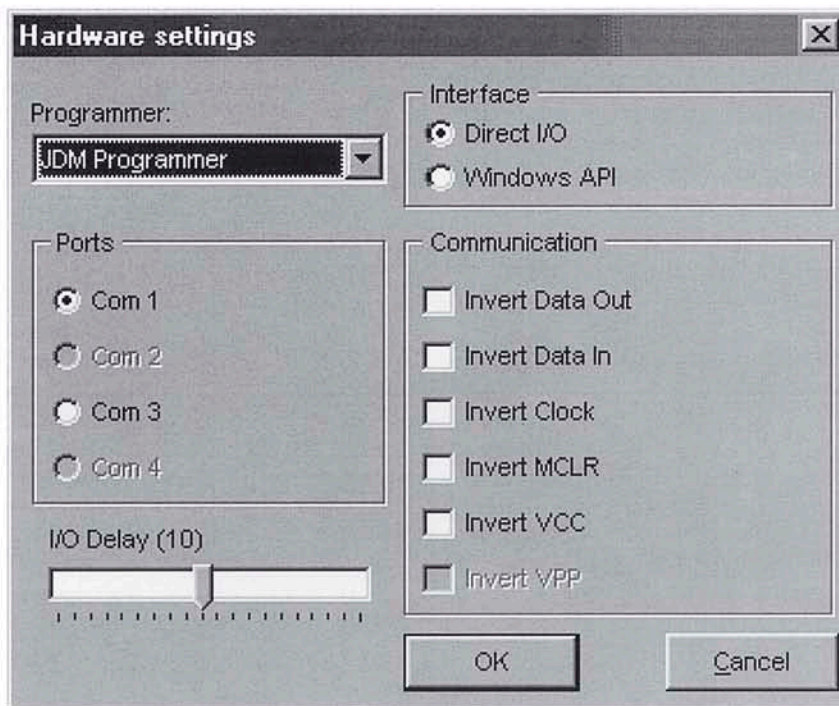 Hardware settings
Programmer:
JDM Programmer
Interface
Direct I/O
Windows API
Ports
Com 1
Com 2
Com 3
Com 4
I/O Delay (10)
Communication
Invert Data Out
Invert Data In
Invert Clock
Invert MCLR
Invert VCC
Invert VPP
OK
Cancel